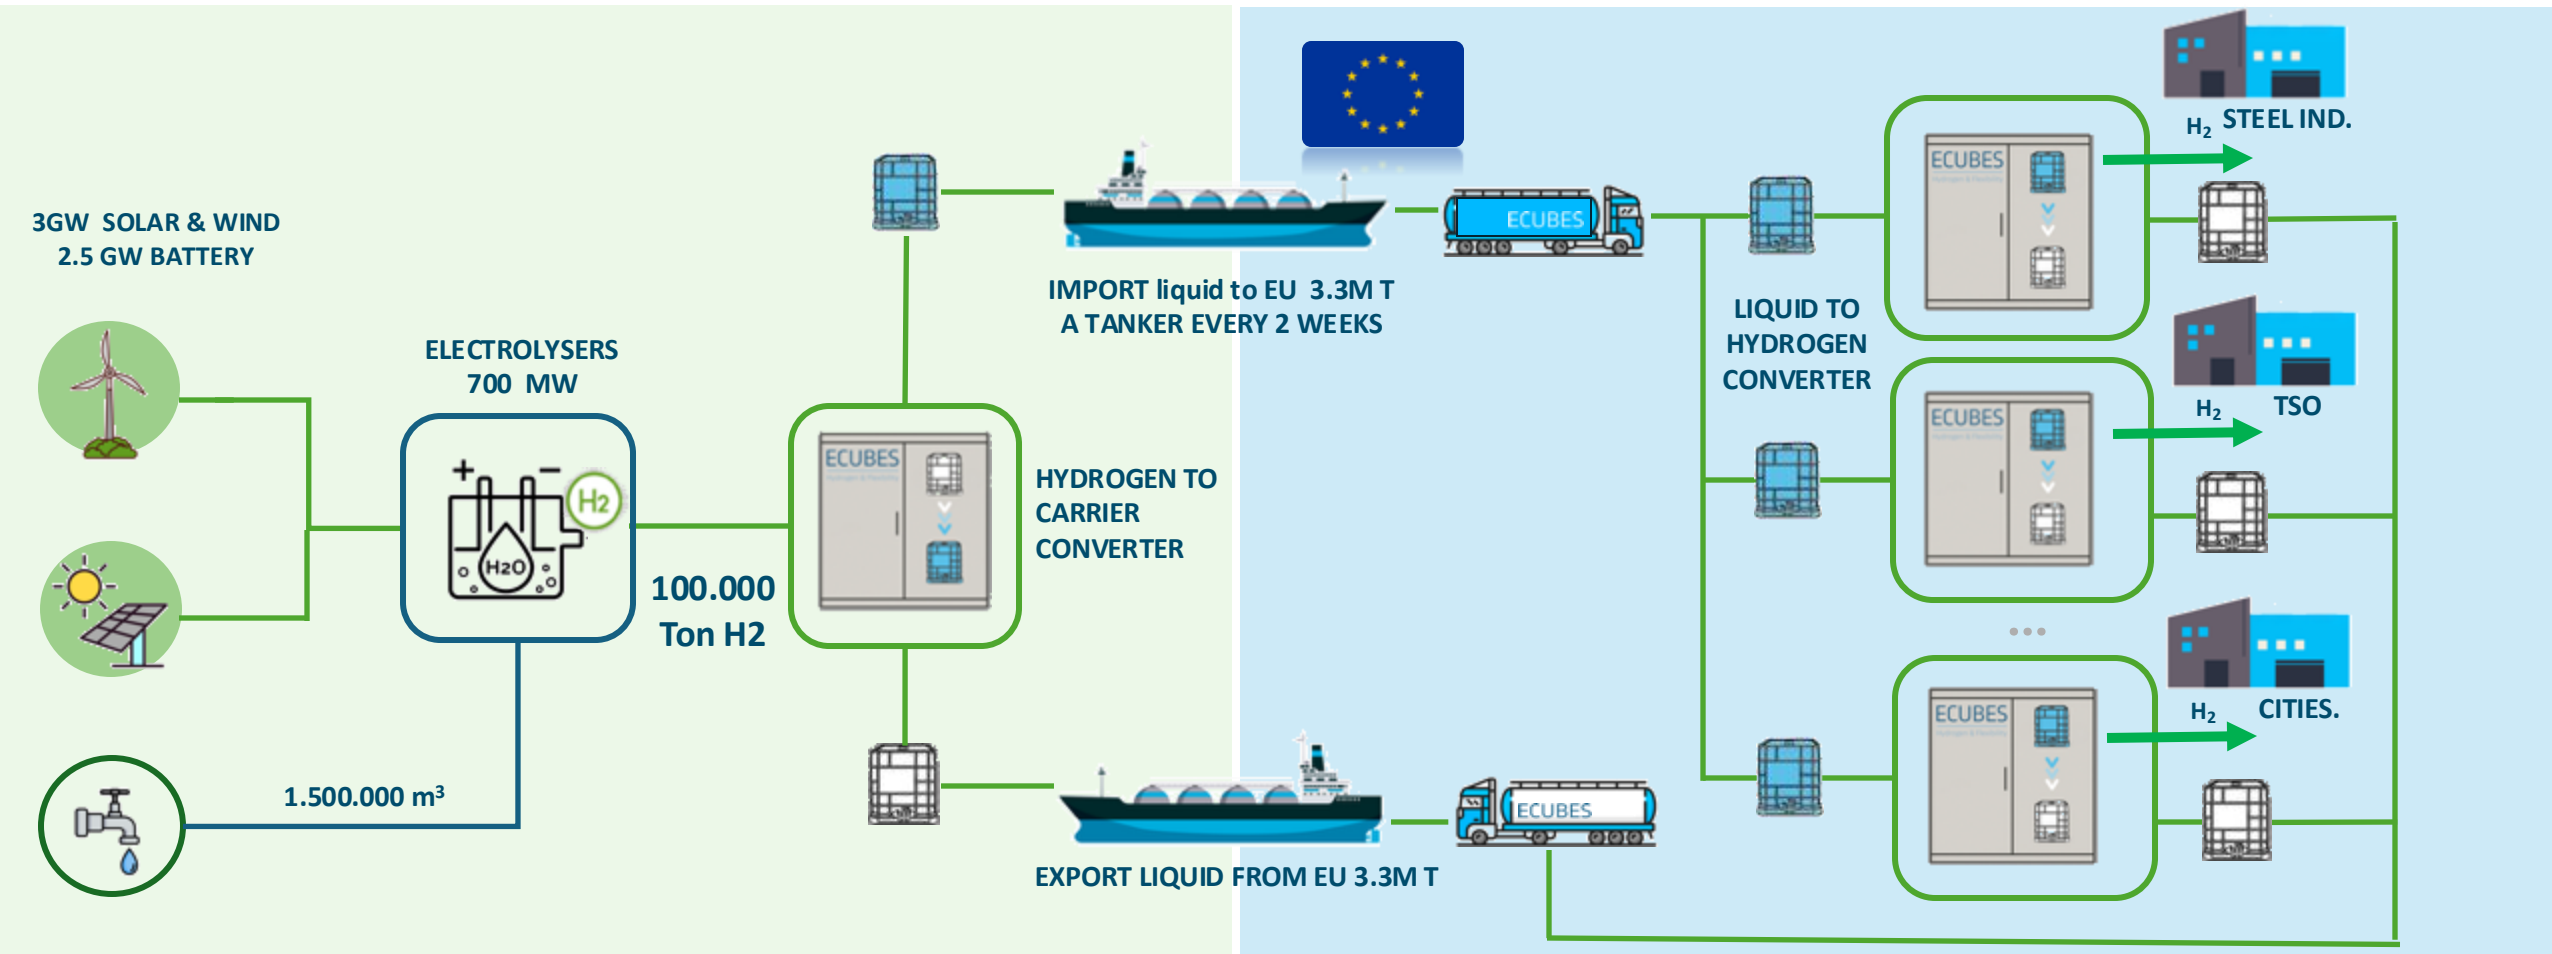 3GW SOLAR & WIND
2.5 GW BATTERY
ELECTROLYSERS
700 MW
+ −
H2
H2O
1.500.000 m³
100.000
Ton H2
ECUBES
HYDROGEN TO
CARRIER
CONVERTER
IMPORT liquid to EU 3.3M T
A TANKER EVERY 2 WEEKS
ECUBES
EXPORT LIQUID FROM EU 3.3M T
ECUBES
LIQUID TO
HYDROGEN
CONVERTER
ECUBES
H₂ STEEL IND.
ECUBES
H₂ TSO
...
ECUBES
H₂ CITIES.